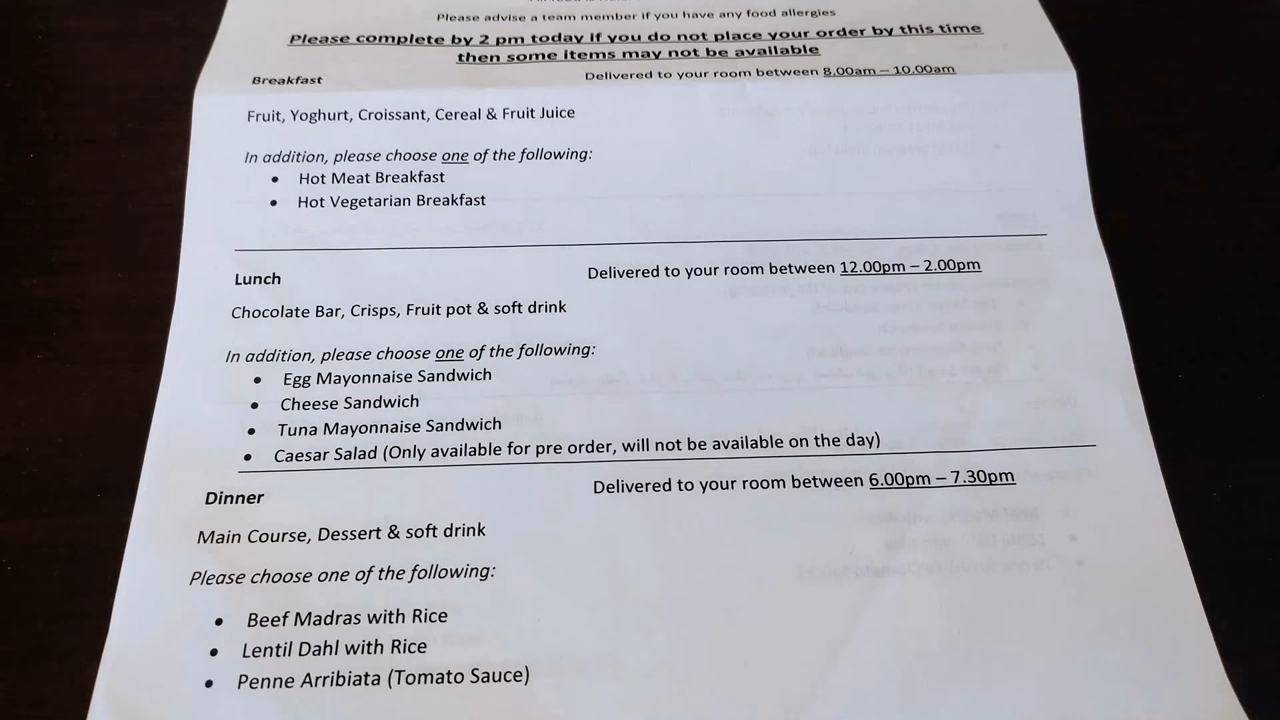 Please advise a team member if you have any food allergies
Please complete by 2 pm today If you do not place your order by this time
then some items may not be available
Breakfast Delivered to your room between 8.00am – 10.00am
Fruit, Yoghurt, Croissant, Cereal & Fruit Juice
In addition, please choose one of the following:
• Hot Meat Breakfast
• Hot Vegetarian Breakfast
Lunch Delivered to your room between 12.00pm – 2.00pm
Chocolate Bar, Crisps, Fruit pot & soft drink
In addition, please choose one of the following:
• Egg Mayonnaise Sandwich
• Cheese Sandwich
• Tuna Mayonnaise Sandwich
• Caesar Salad (Only available for pre order, will not be available on the day)
Dinner Delivered to your room between 6.00pm – 7.30pm
Main Course, Dessert & soft drink
Please choose one of the following:
• Beef Madras with Rice
• Lentil Dahl with Rice
• Penne Arribiata (Tomato Sauce)